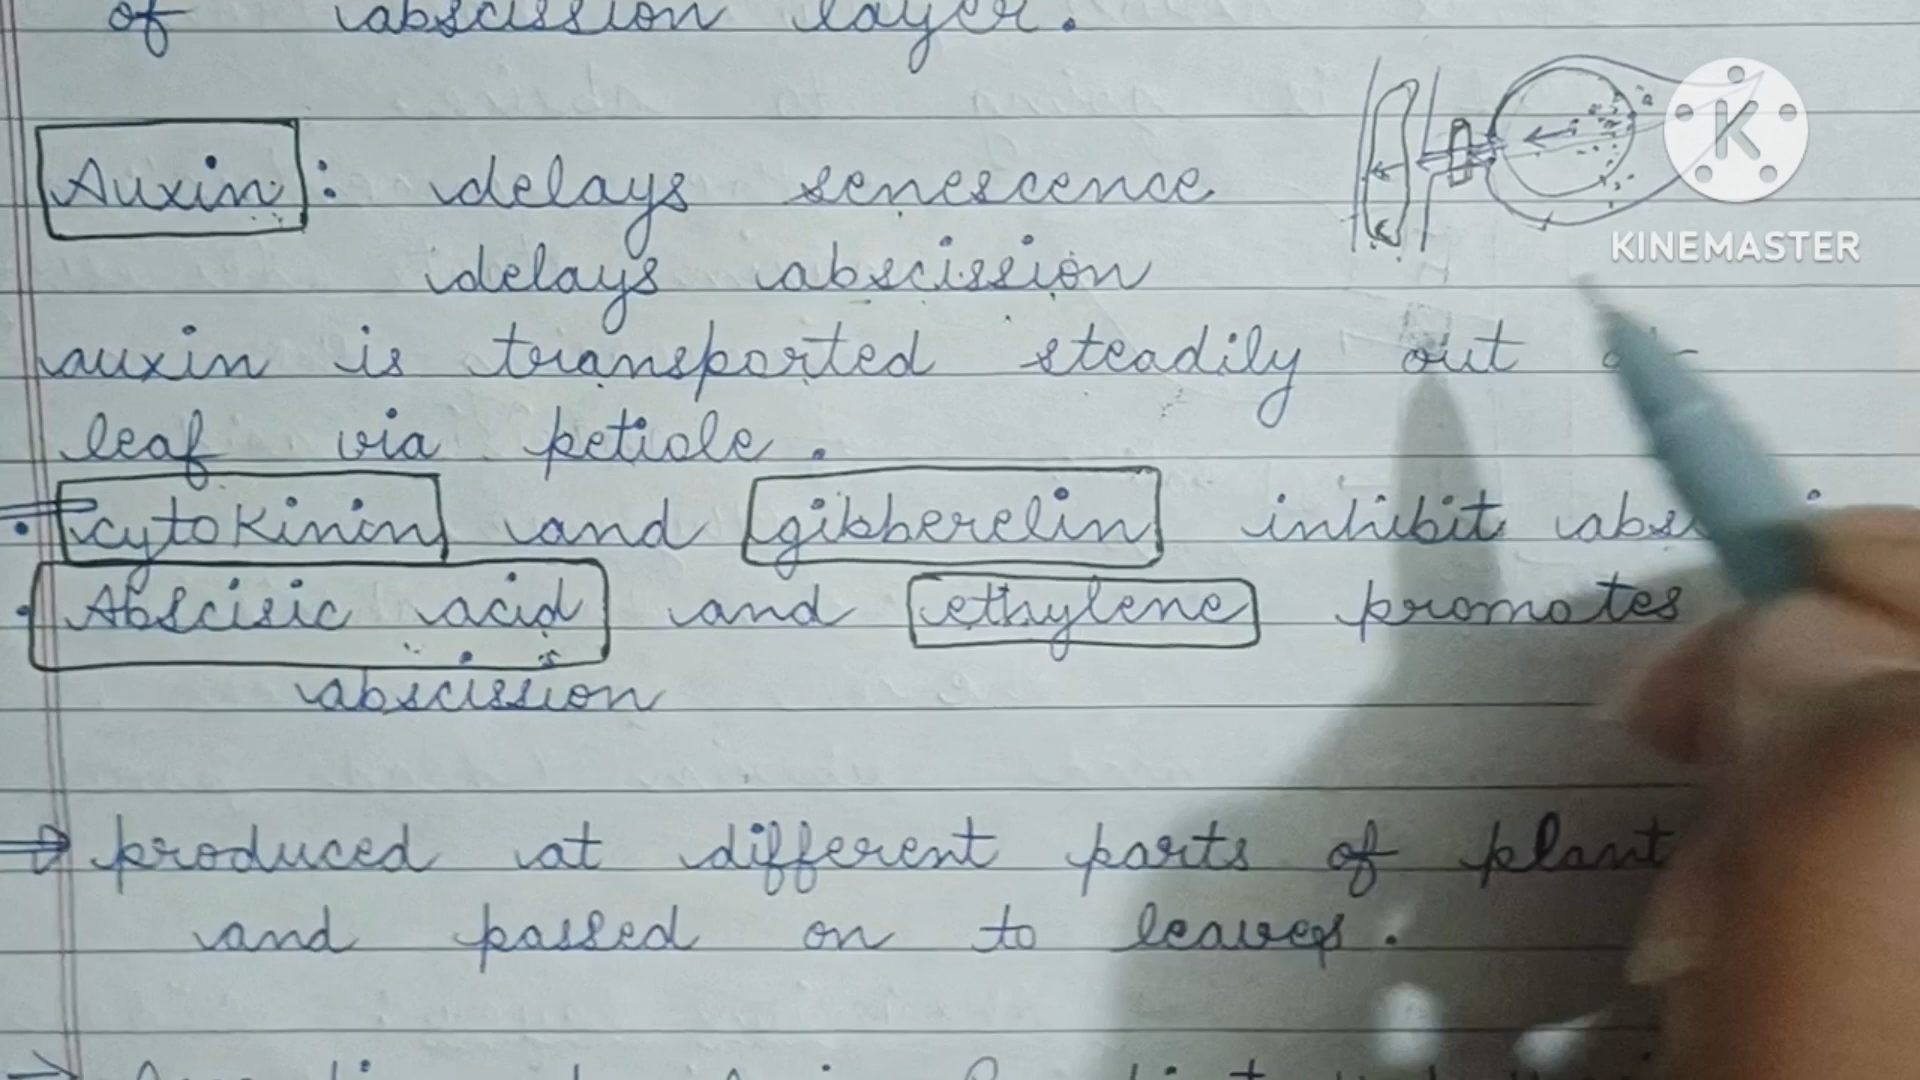 of abscission layer.
Auxin : delays senescence
delays abscission
auxin is transported steadily out of
leaf via petiole.
• cytokinin and gibberelin inhibit
• Abscisic acid and ethylene promotes
abscission
⇒ produced at different parts of plant
and passed on to leaves.
K
KINEMASTER